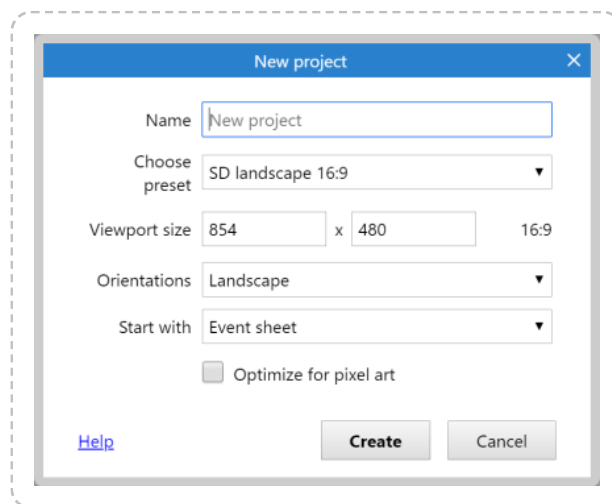 New project
Name New project
Choose preset SD landscape 16:9
Viewport size 854 x 480 16:9
Orientations Landscape
Start with Event sheet
Optimize for pixel art
Help Create Cancel